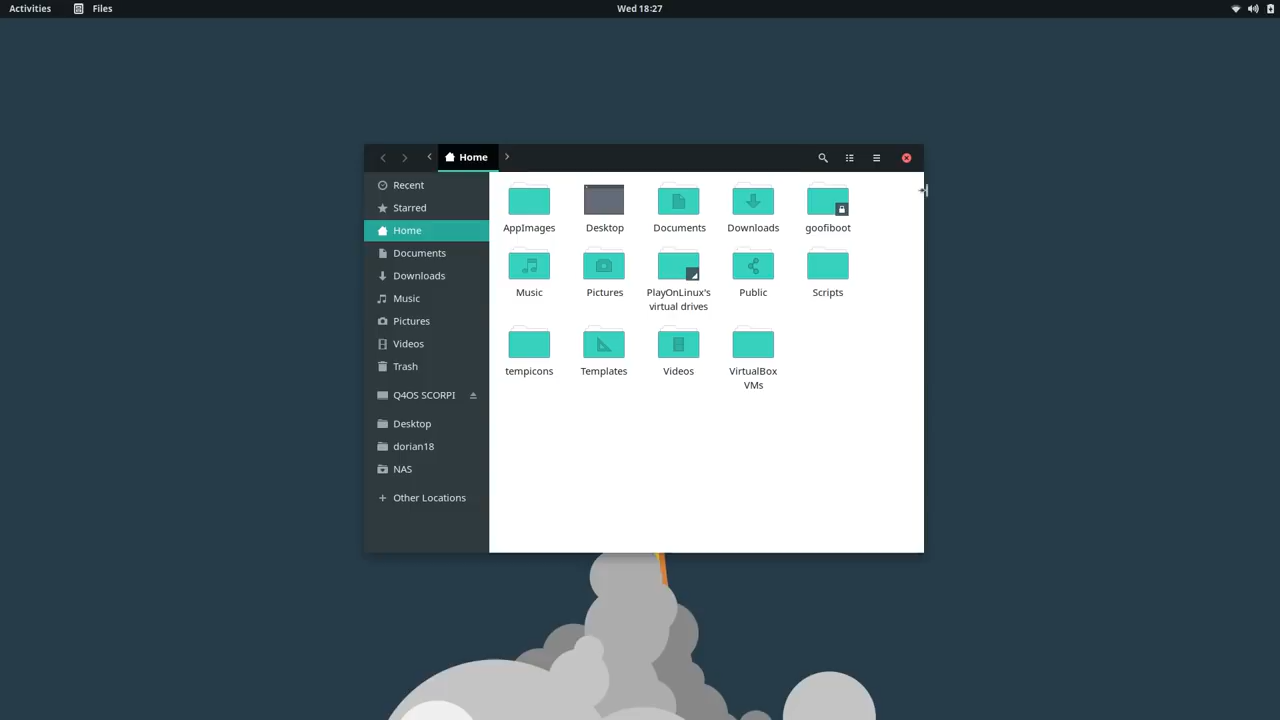 Activities Files Wed 18:27
Home
Recent
Starred
Home
Documents
Downloads
Music
Pictures
Videos
Trash
Q4OS SCORPI
Desktop
dorian18
NAS
Other Locations
AppImages Desktop Documents Downloads goofiboot
Music Pictures PlayOnLinux's Public Scripts
virtual drives
tempicons Templates Videos VirtualBox
VMs